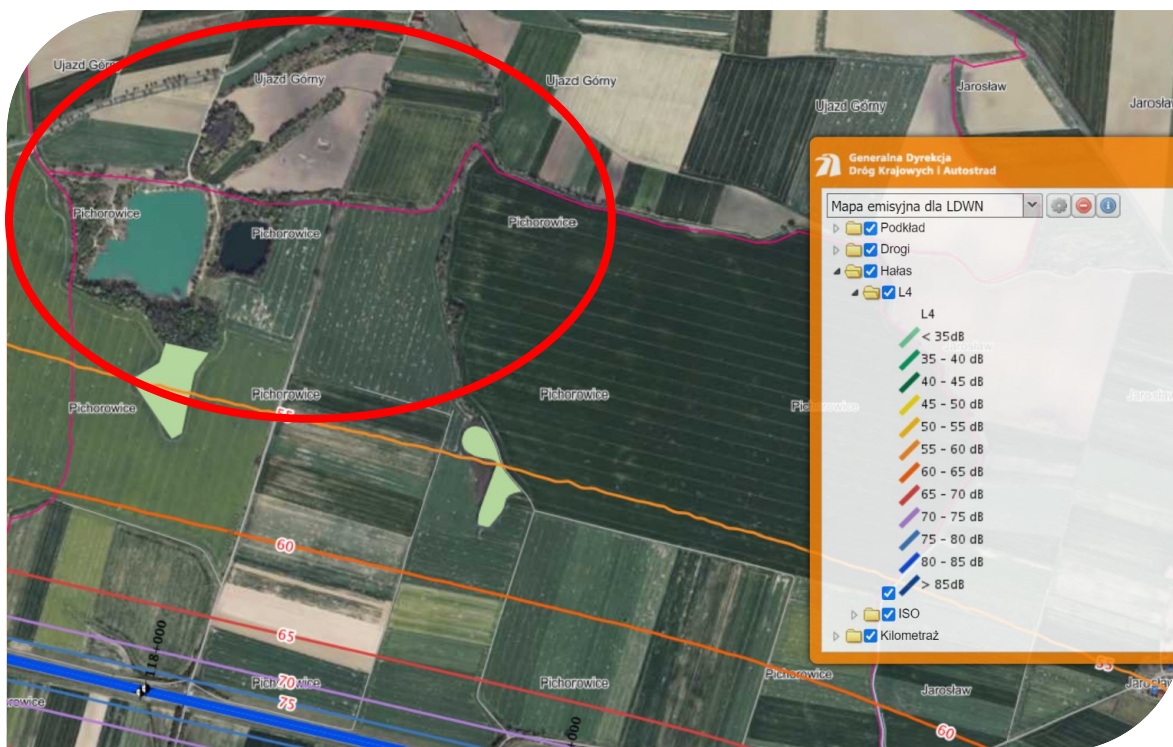 Ujazd Górny
Ujazd Górny
Ujazd Górny
Ujazd Górny
Jarosław
Pichorowice
Pichorowice
Pichorowice
Pichorowice
55
Pichorowice
60
65
118+000
70
Pichorowice
75
Pichorowice
Pichorowice
Jarosław
55
60
Generalna Dyrekcja
Dróg Krajowych i Autostrad
Mapa emisyjna dla LDWN
Podkład
Drogi
Hałas
L4
L4
< 35dB
35 - 40 dB
40 - 45 dB
45 - 50 dB
50 - 55 dB
55 - 60 dB
60 - 65 dB
65 - 70 dB
70 - 75 dB
75 - 80 dB
80 - 85 dB
> 85dB
ISO
Kilometraż